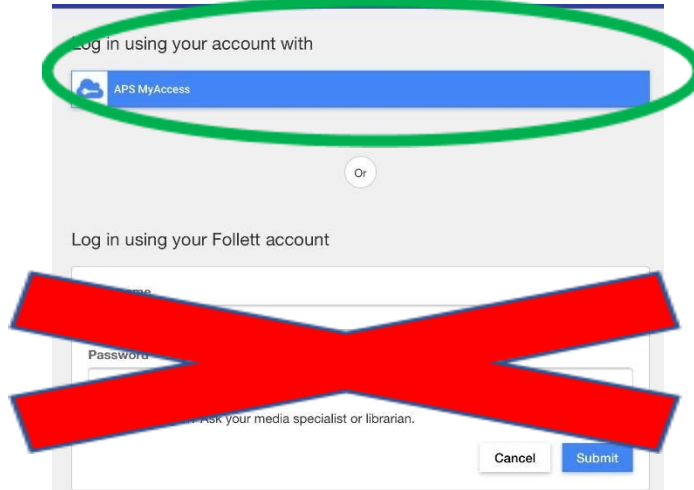 Log in using your account with
APS MyAccess
Or
Log in using your Follett account
Password
Ask your media specialist or librarian.
Cancel
Submit